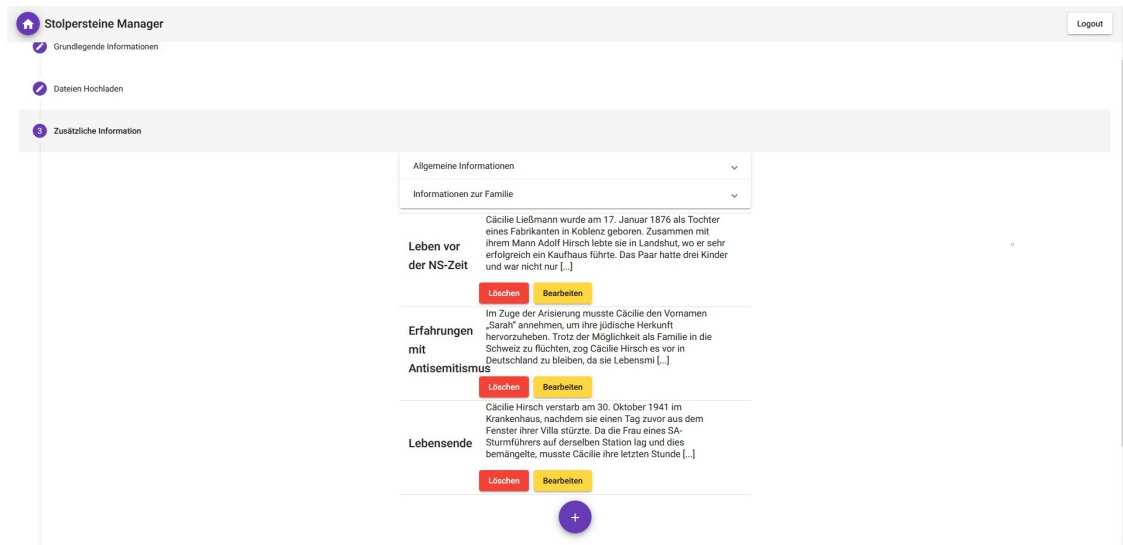 Stolpersteine Manager
Logout
Grundlegende Informationen
Dateien Hochladen
3
Zusätzliche Information
Allgemeine Informationen
Informationen zur Familie
Leben vor
der NS-Zeit
Cäcilie Ließmann wurde am 17. Januar 1876 als Tochter
eines Fabrikanten in Koblenz geboren. Zusammen mit
ihrem Mann Adolf Hirsch lebte sie in Landshut, wo er sehr
erfolgreich ein Kaufhaus führte. Das Paar hatte drei Kinder
und war nicht nur [...]
Löschen
Bearbeiten
Erfahrungen
mit
Antisemitismus
Im Zuge der Arisierung musste Cäcilie den Vornamen
„Sarah" annehmen, um ihre jüdische Herkunft
hervorzuheben. Trotz der Möglichkeit als Familie in die
Schweiz zu flüchten, zog Cäcilie Hirsch es vor in
Deutschland zu bleiben, da sie Lebensmi [...]
Löschen
Bearbeiten
Lebensende
Cäcilie Hirsch verstarb am 30. Oktober 1941 im
Krankenhaus, nachdem sie einen Tag zuvor aus dem
Fenster ihrer Villa stürzte. Da die Frau eines SA-
Sturmführers auf derselben Station lag und dies
bemängelte, musste Cäcilie ihre letzten Stunde [...]
Löschen
Bearbeiten
+